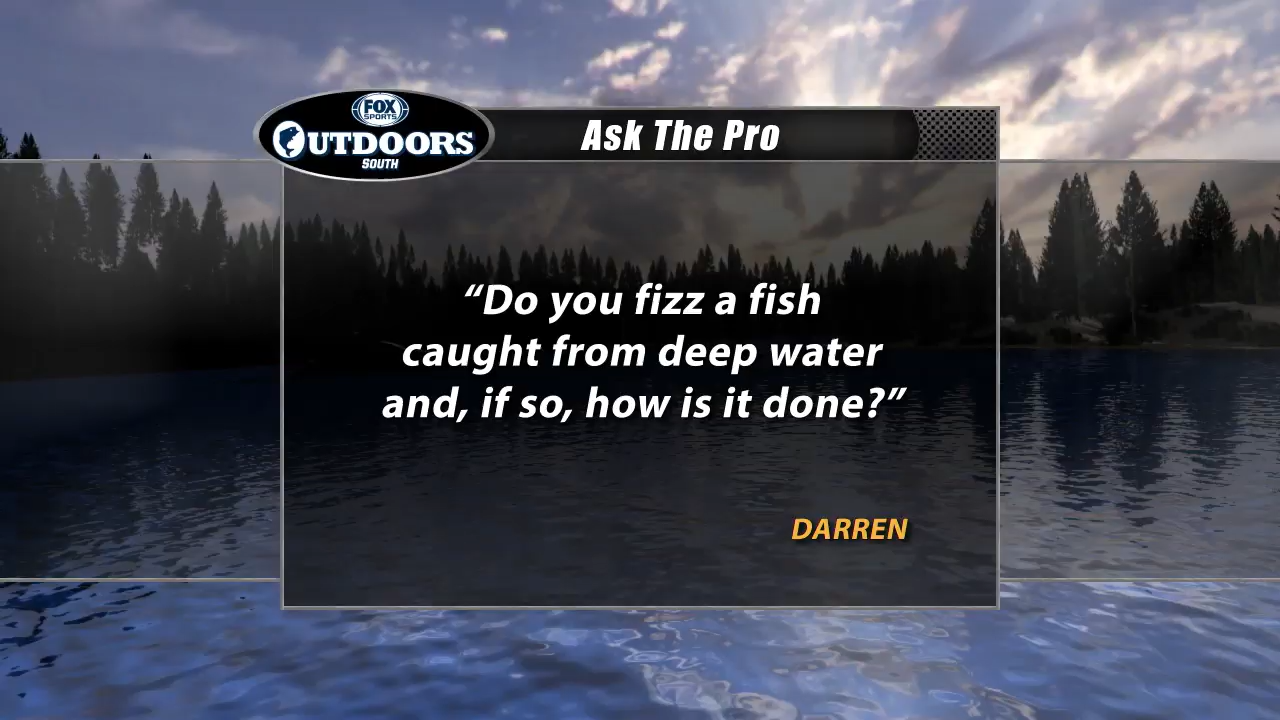 FOX
SPORTS
OUTDOORS
SOUTH
Ask The Pro
“Do you fizz a fish
caught from deep water
and, if so, how is it done?”
DARREN